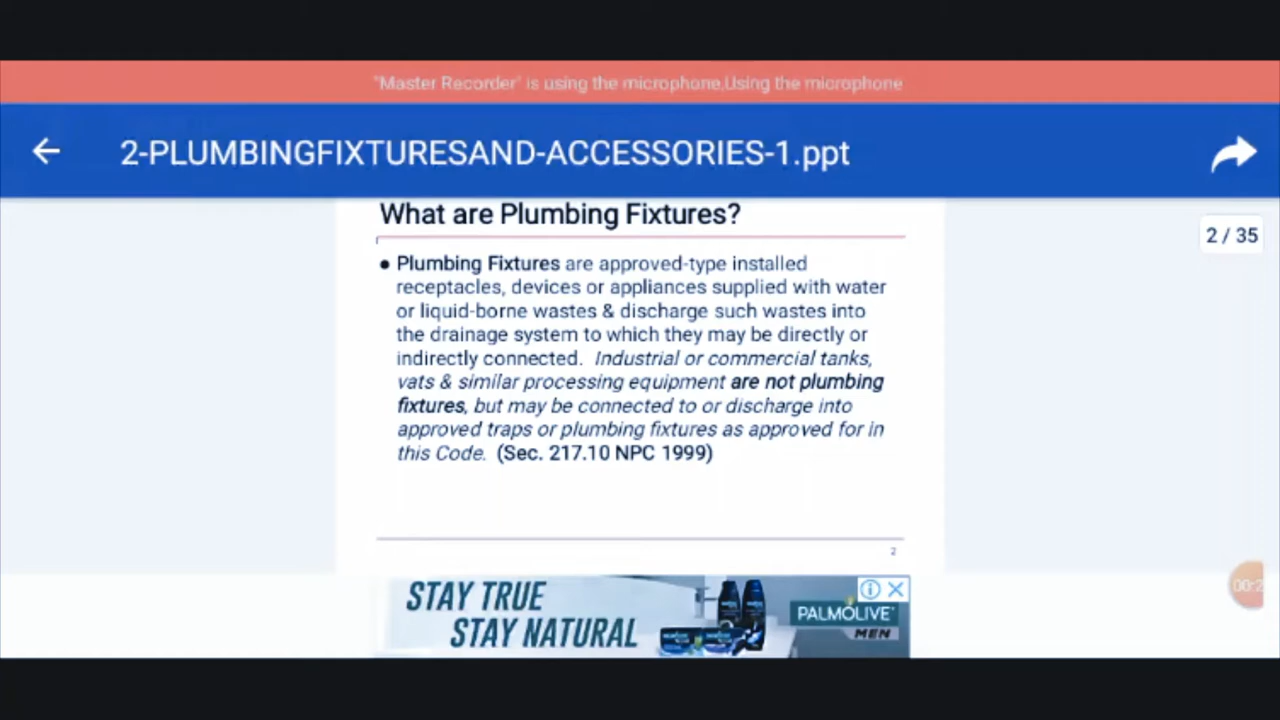 "Master Recorder" is using the microphone,Using the microphone
2-PLUMBINGFIXTURESAND-ACCESSORIES-1.ppt
What are Plumbing Fixtures?
2 / 35
● Plumbing Fixtures are approved-type installed
receptacles, devices or appliances supplied with water
or liquid-borne wastes & discharge such wastes into
the drainage system to which they may be directly or
indirectly connected. Industrial or commercial tanks,
vats & similar processing equipment are not plumbing
fixtures, but may be connected to or discharge into
approved traps or plumbing fixtures as approved for in
this Code. (Sec. 217.10 NPC 1999)
2
STAY TRUE
STAY NATURAL
PALMOLIVE
MEN